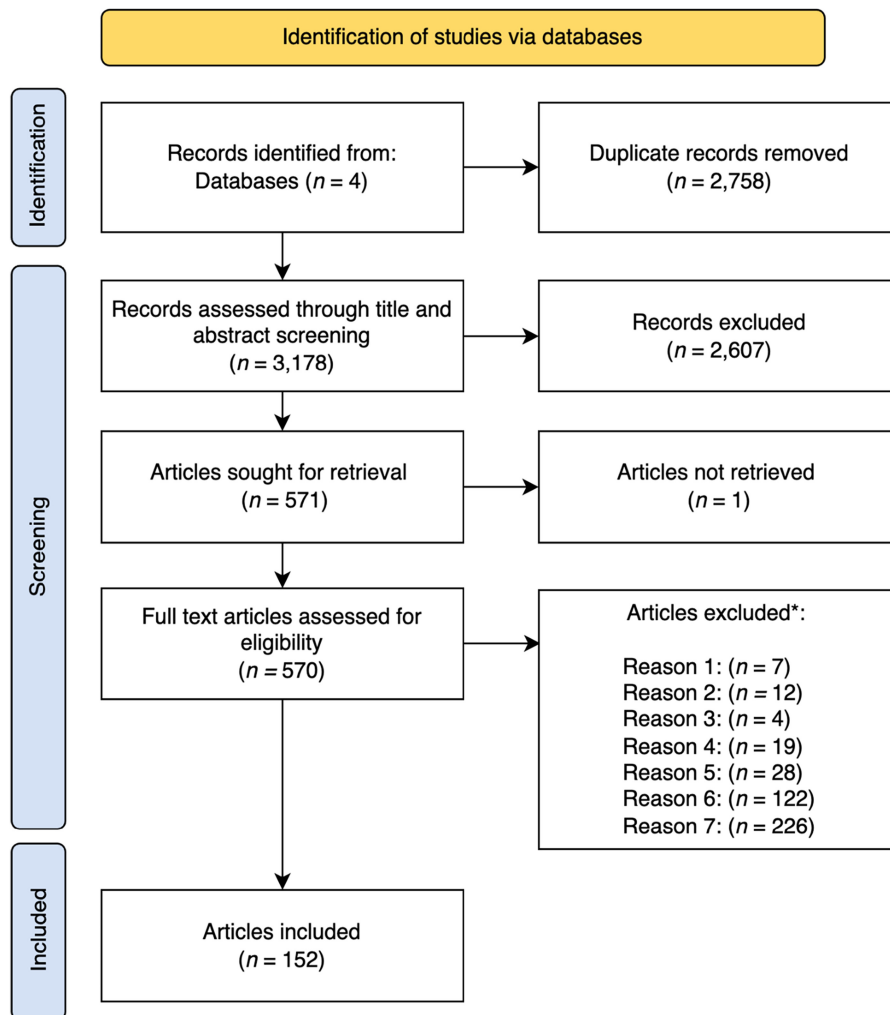 Identification of studies via databases
Identification
Records identified from:
Databases (n = 4)
Duplicate records removed
(n = 2,758)
Screening
Records assessed through title and
abstract screening
(n = 3,178)
Records excluded
(n = 2,607)
Articles sought for retrieval
(n = 571)
Articles not retrieved
(n = 1)
Full text articles assessed for
eligibility
(n = 570)
Articles excluded*:
Reason 1: (n = 7)
Reason 2: (n = 12)
Reason 3: (n = 4)
Reason 4: (n = 19)
Reason 5: (n = 28)
Reason 6: (n = 122)
Reason 7: (n = 226)
Included
Articles included
(n = 152)